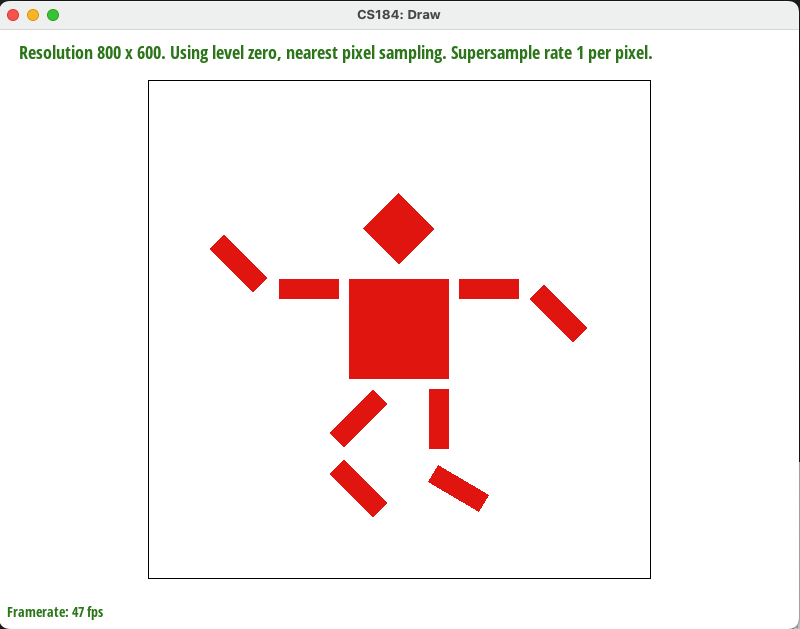 CS184: Draw
Resolution 800 x 600. Using level zero, nearest pixel sampling. Supersample rate 1 per pixel.
Framerate: 47 fps